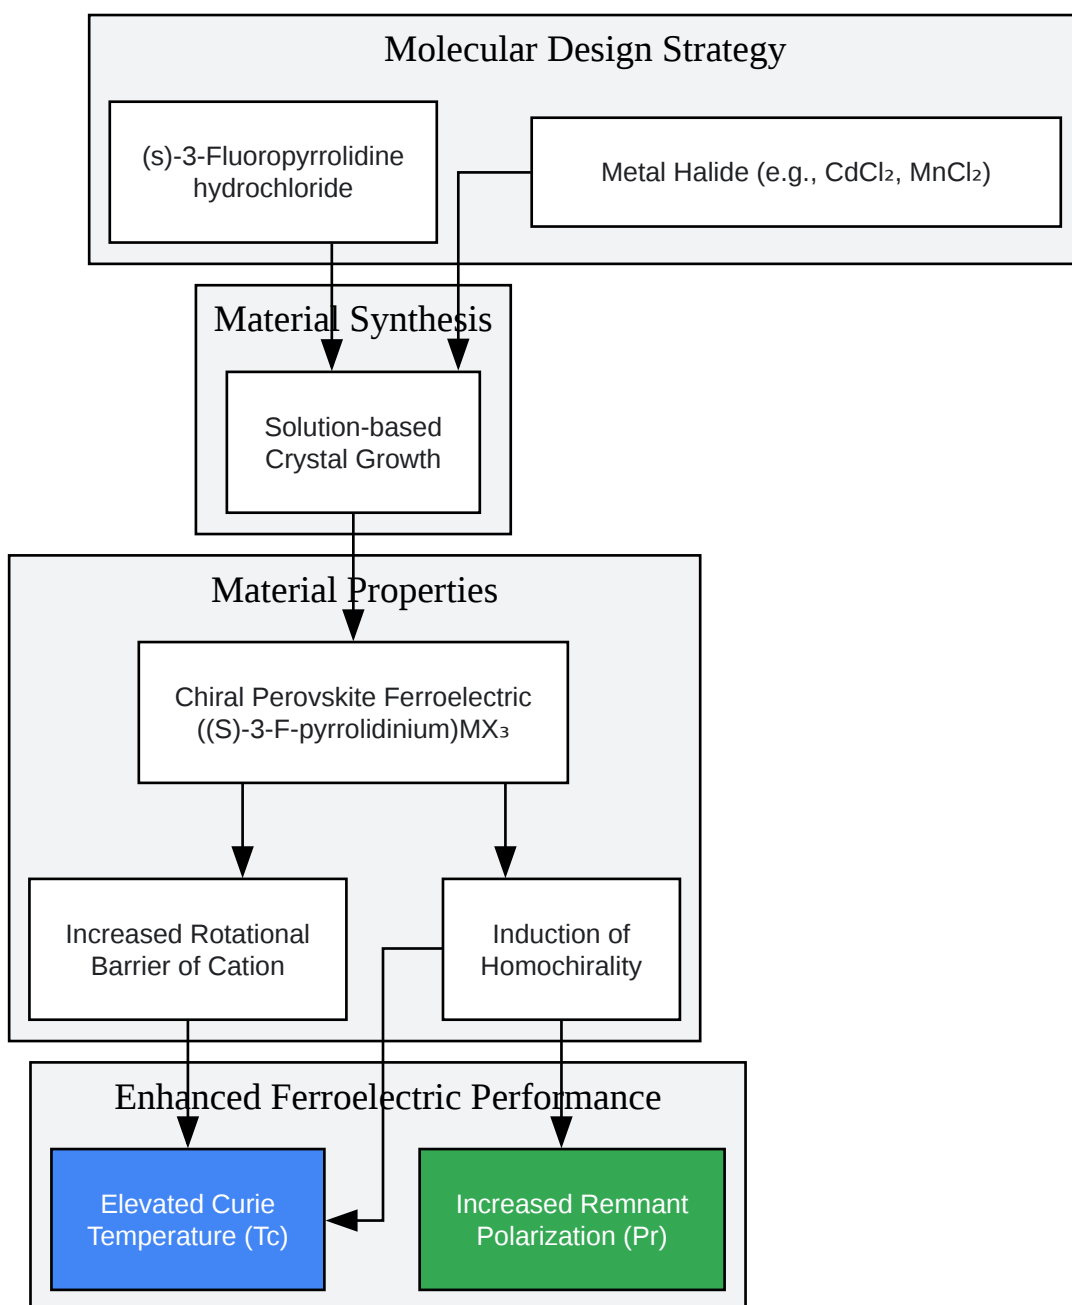 Molecular Design Strategy
(s)-3-Fluoropyrrolidine
hydrochloride
Metal Halide (e.g., CdCl₂, MnCl₂)
Material Synthesis
Solution-based
Crystal Growth
Material Properties
Chiral Perovskite Ferroelectric
((S)-3-F-pyrrolidinium)MX₃
Increased Rotational
Barrier of Cation
Induction of
Homochirality
Enhanced Ferroelectric Performance
Elevated Curie
Temperature (Tc)
Increased Remnant
Polarization (Pr)